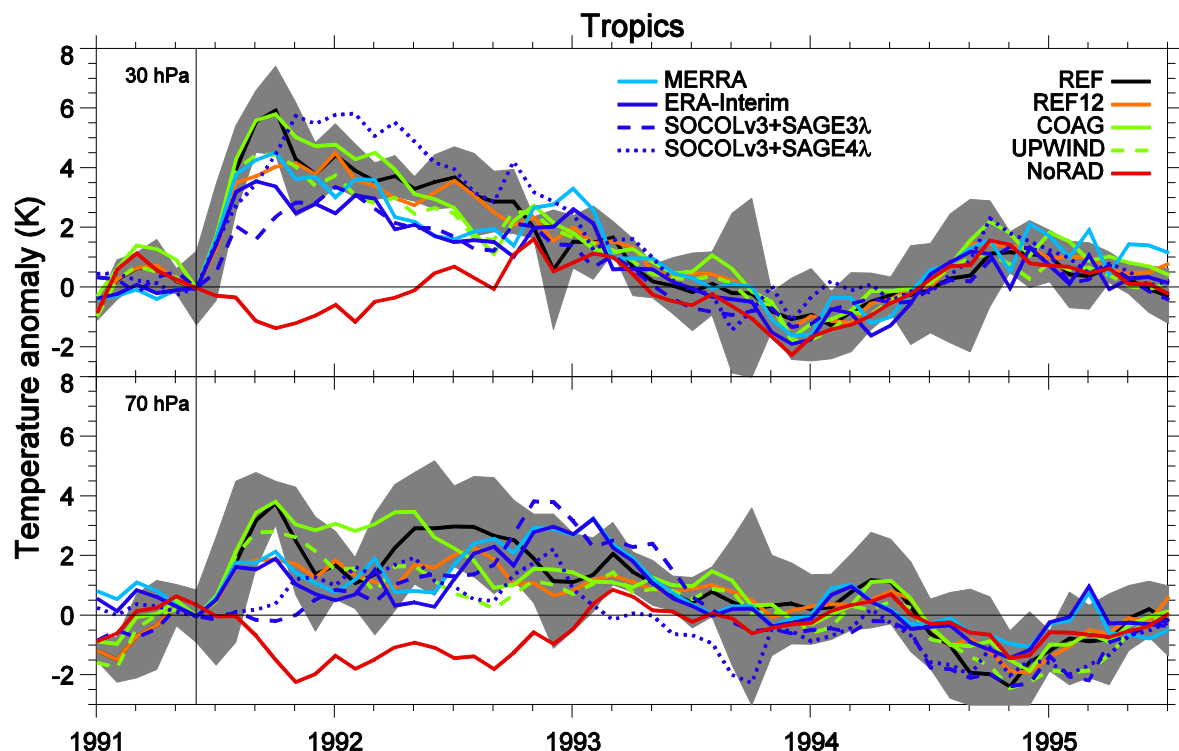 Tropics
Temperature anomaly (K)
30 hPa
8
6
4
2
0
-2
MERRA
ERA-Interim
SOCOLv3+SAGE3λ
SOCOLv3+SAGE4λ
REF
REF12
COAG
UPWIND
NoRAD
70 hPa
8
6
4
2
0
-2
1991 1992 1993 1994 1995